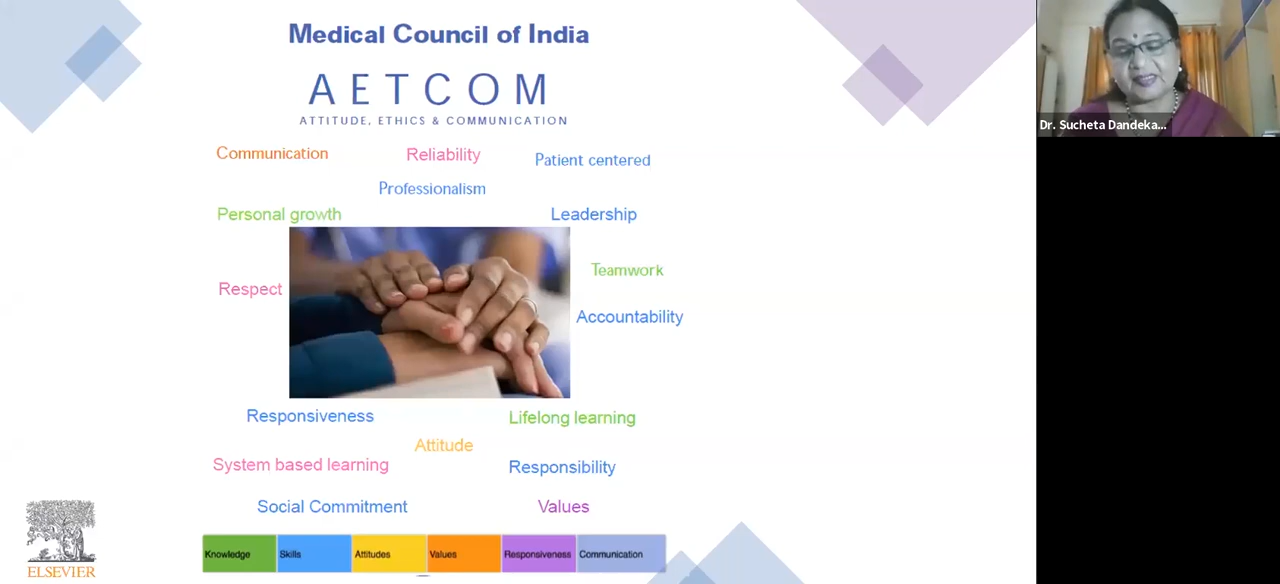 Medical Council of India
AETCOM
ATTITUDE, ETHICS & COMMUNICATION
Communication
Reliability
Patient centered
Professionalism
Personal growth
Leadership
Teamwork
Respect
Accountability
Responsiveness
Lifelong learning
Attitude
System based learning
Responsibility
Social Commitment
Values
Knowledge
Skills
Attitudes
Values
Responsiveness
Communication
ELSEVIER
Dr. Sucheta Dandeka...